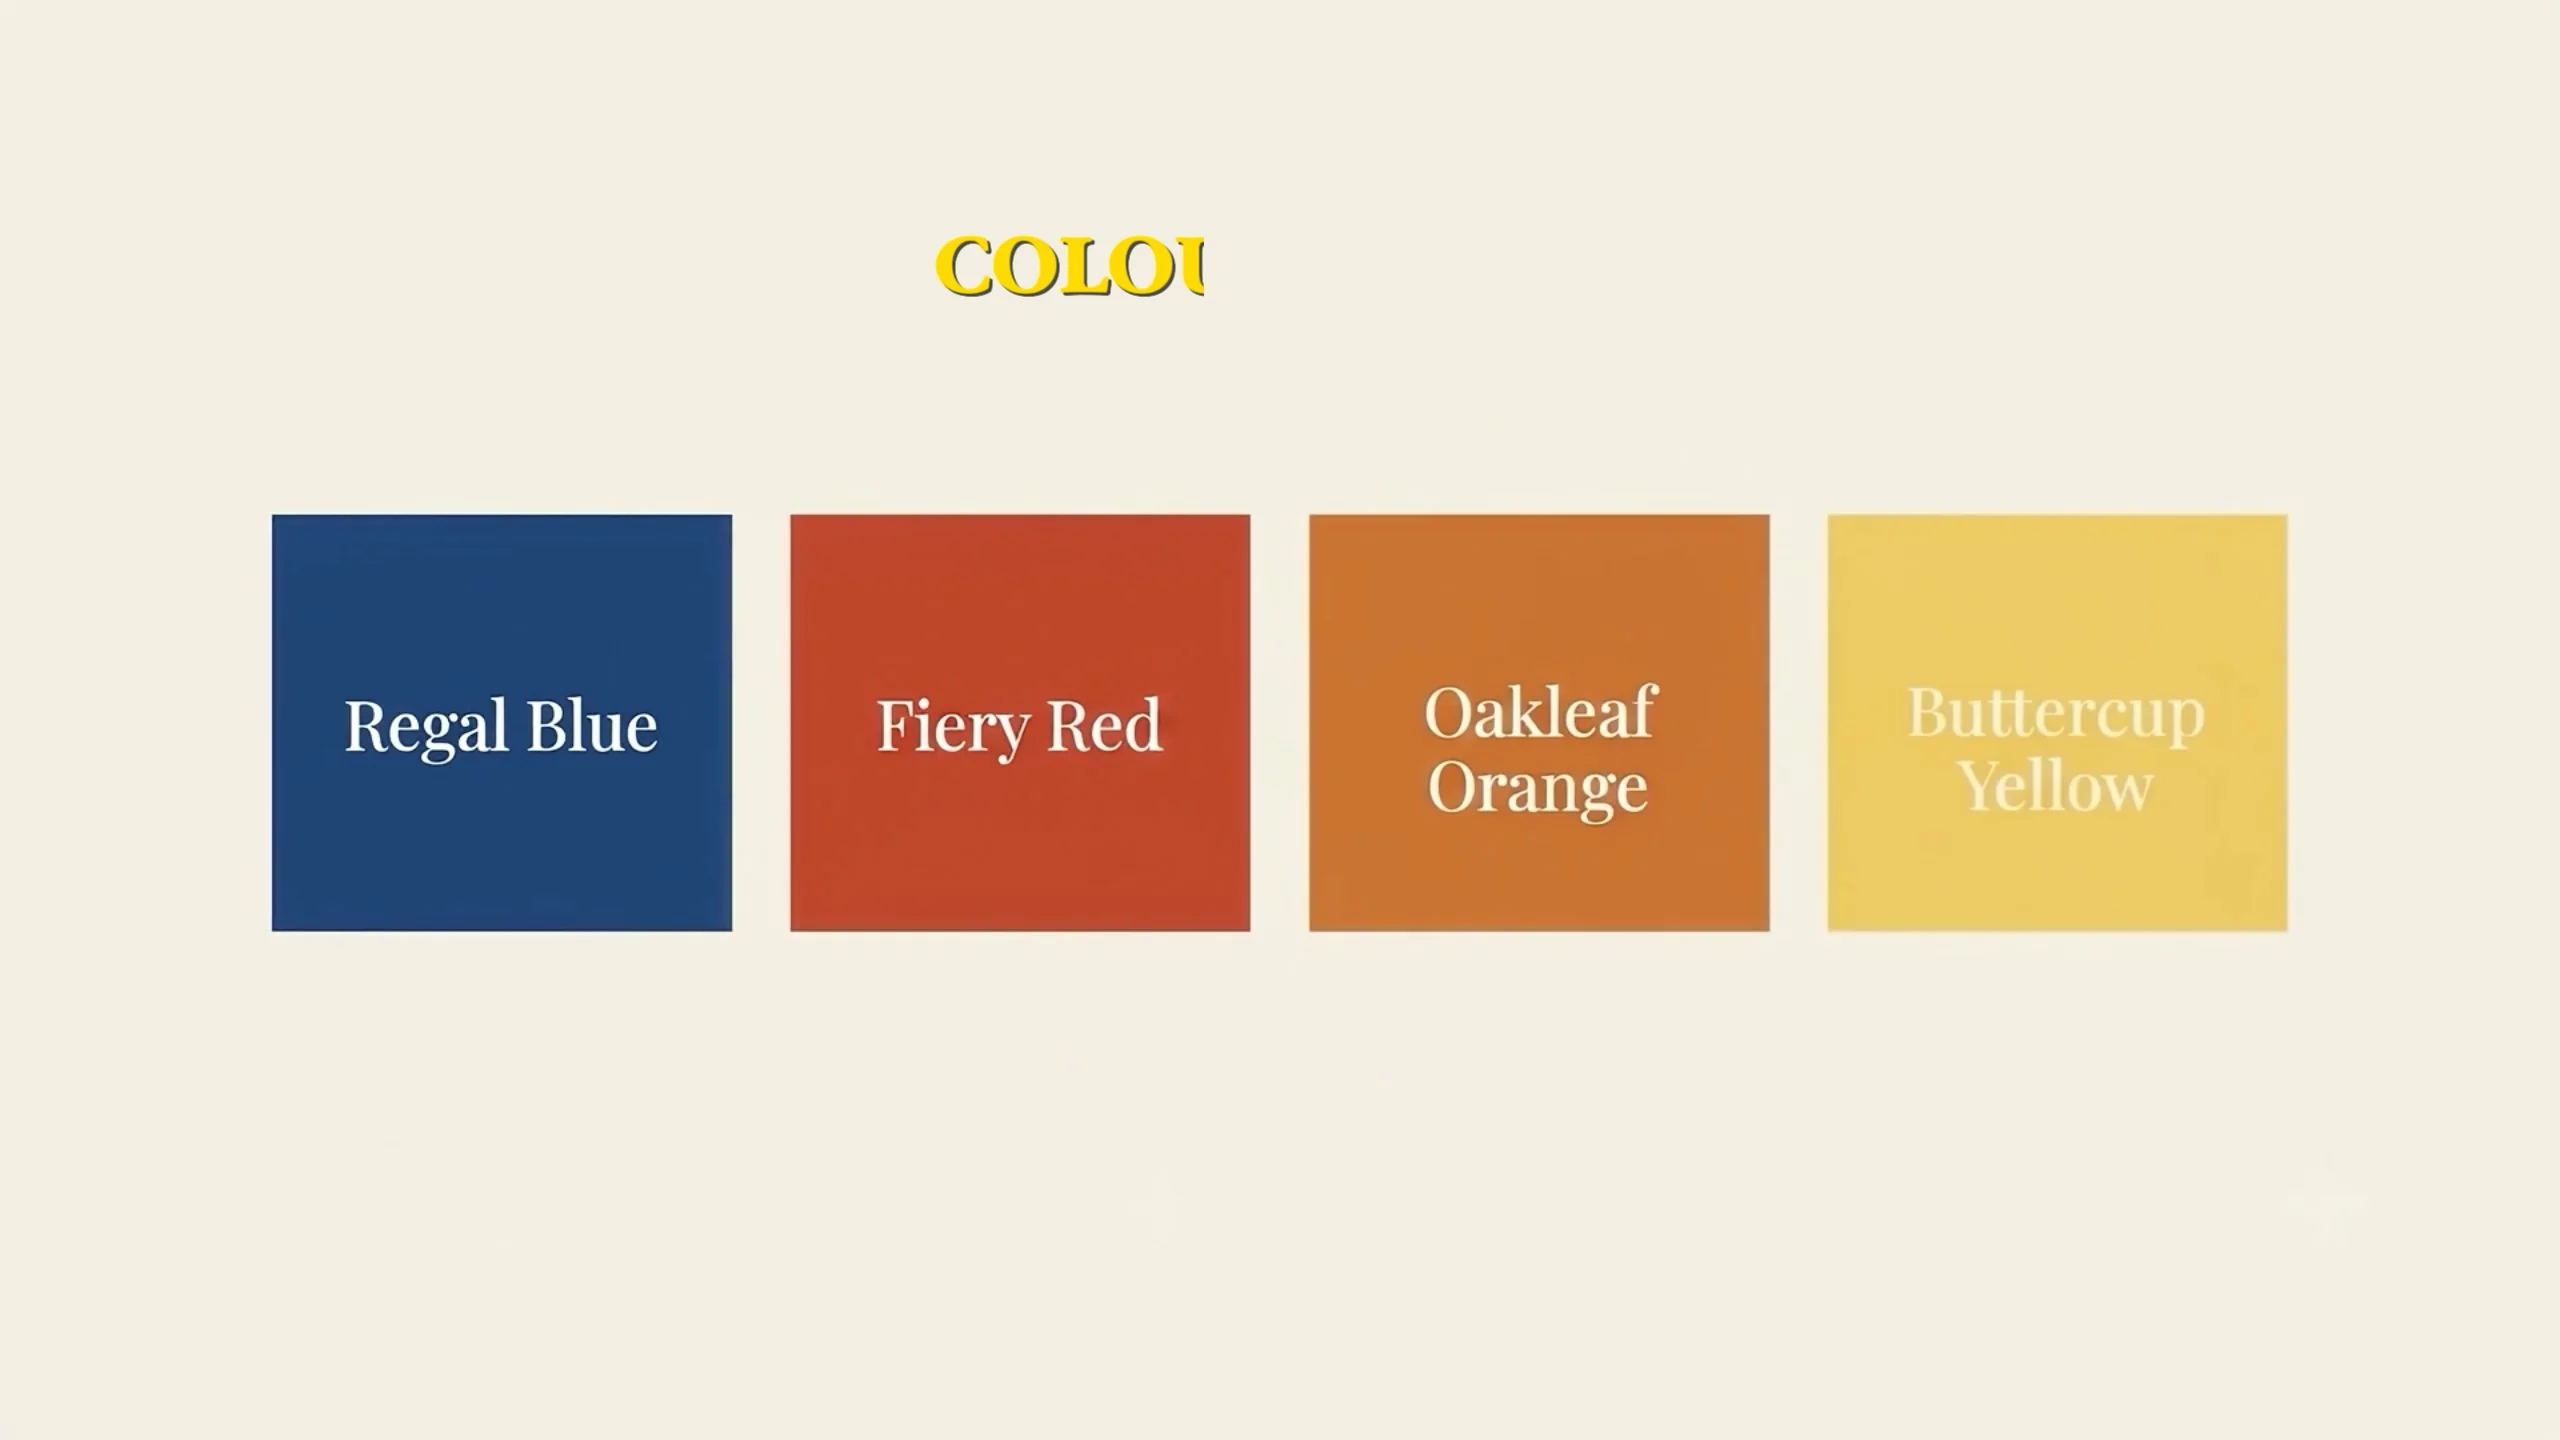 COLOU
Regal Blue
Fiery Red
Oakleaf
Orange
Buttercup
Yellow